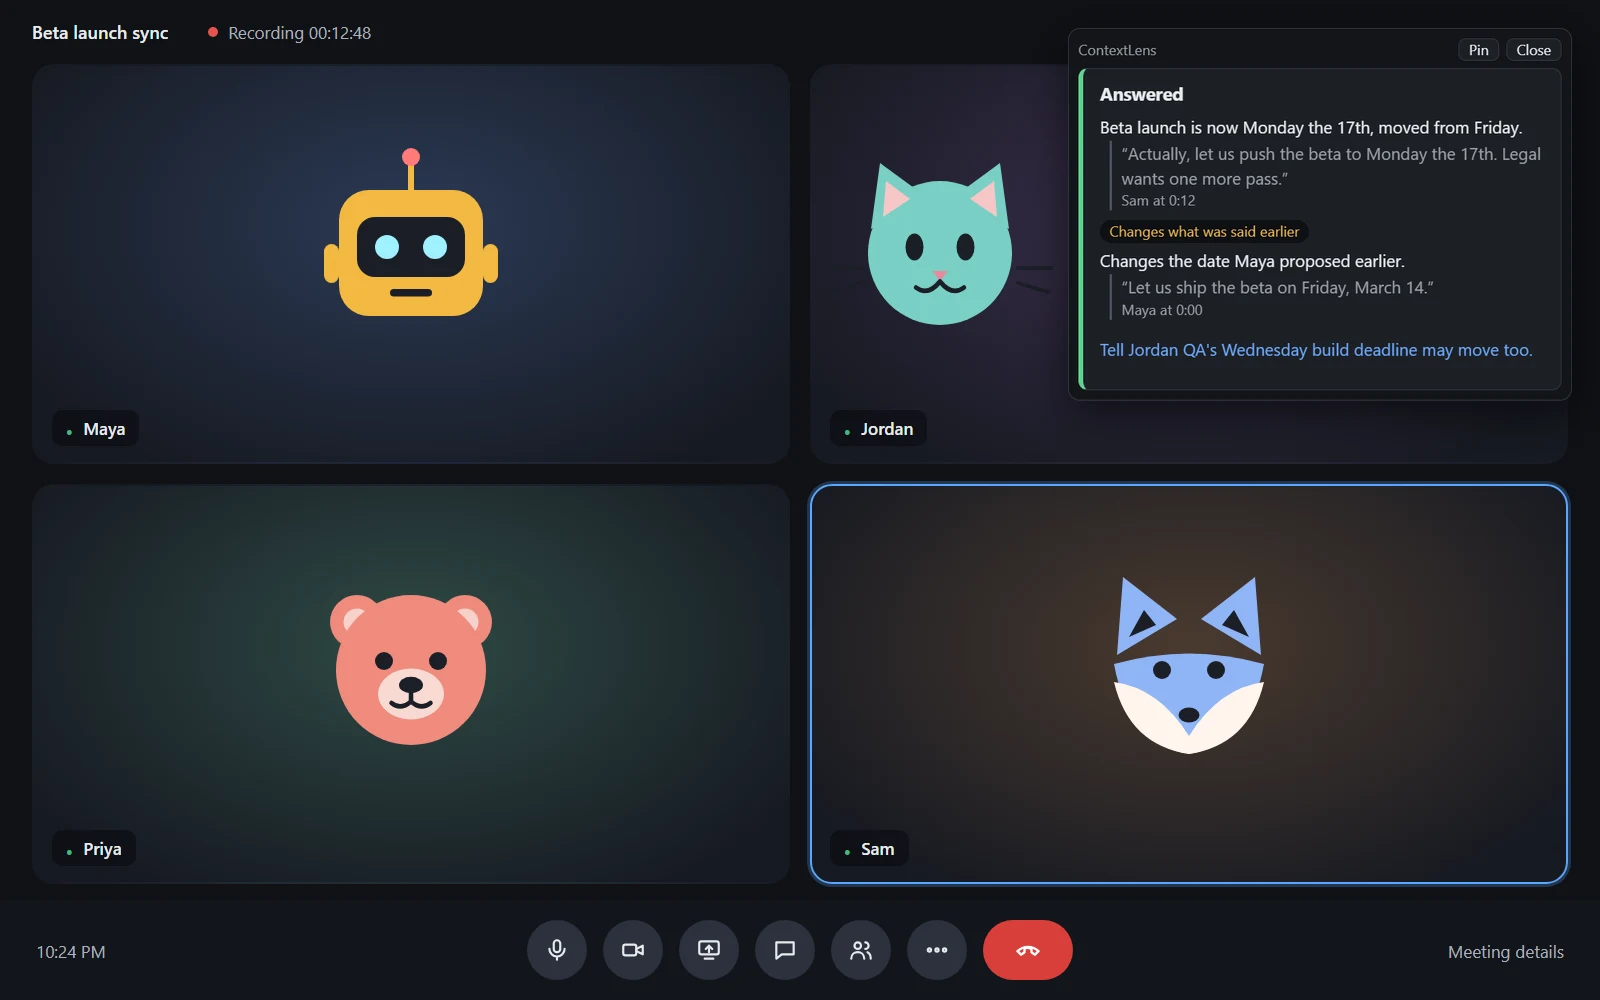 Beta launch sync
Recording 00:12:48
ContextLens
Pin
Close
Answered
Beta launch is now Monday the 17th, moved from Friday.
“Actually, let us push the beta to Monday the 17th. Legal
wants one more pass.”
Sam at 0:12
Changes what was said earlier
Changes the date Maya proposed earlier.
“Let us ship the beta on Friday, March 14.”
Maya at 0:00
Tell Jordan QA's Wednesday build deadline may move too.
Maya
Jordan
Priya
Sam
10:24 PM
Meeting details